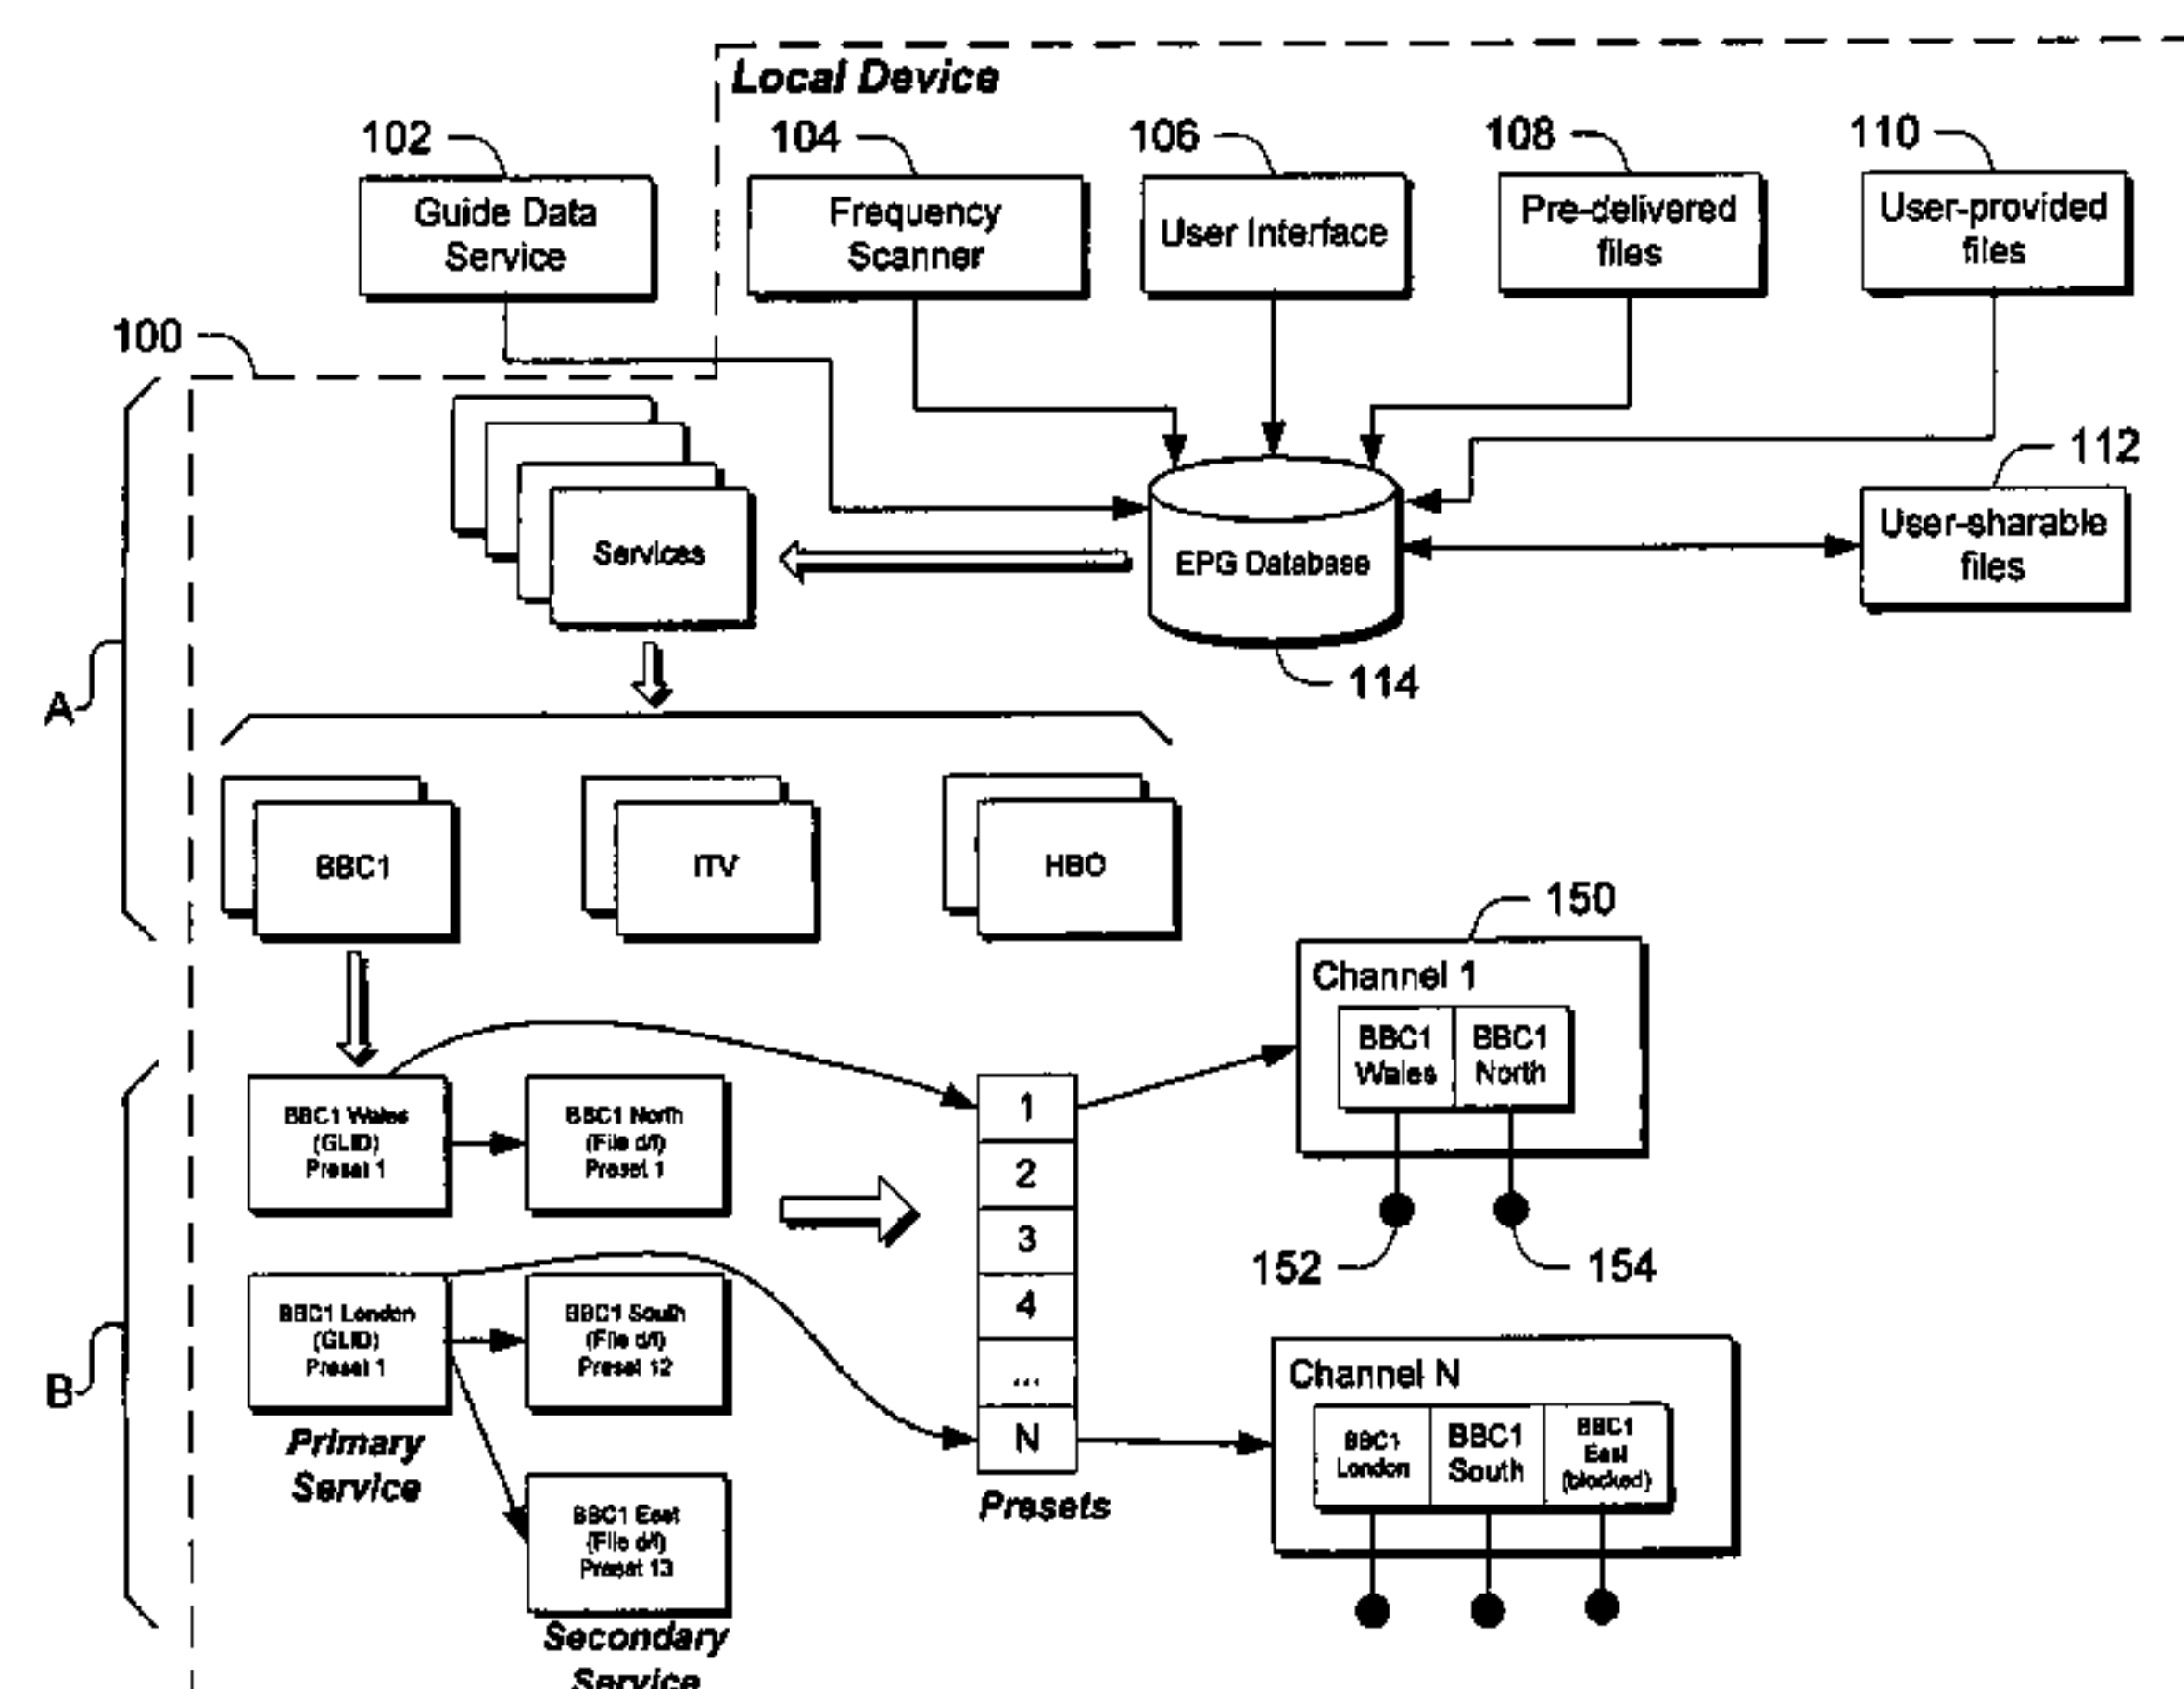 Local Device
102
104
106
108
110
Guide Data
Service
Frequency
Scanner
User Interface
Pre-delivered
files
User-provided
files
100
112
User-sharable
files
Services
EPG Database
114
A
BBC1
ITV
HBO
150
Channel 1
BBC1
Wales
BBC1
North
152
154
BBC1 Wales
(GLID)
Preset 1
BBC1 North
(File d/l)
Preset 1
1
2
3
4
...
N
Presets
B
BBC1 London
(GLID)
Preset 1
BBC1 South
(File d/l)
Preset 12
Primary
Service
BBC1 East
(File d/l)
Preset 13
Secondary
Service
Channel N
BBC1
London
BBC1
South
BBC1
East
(blocked)